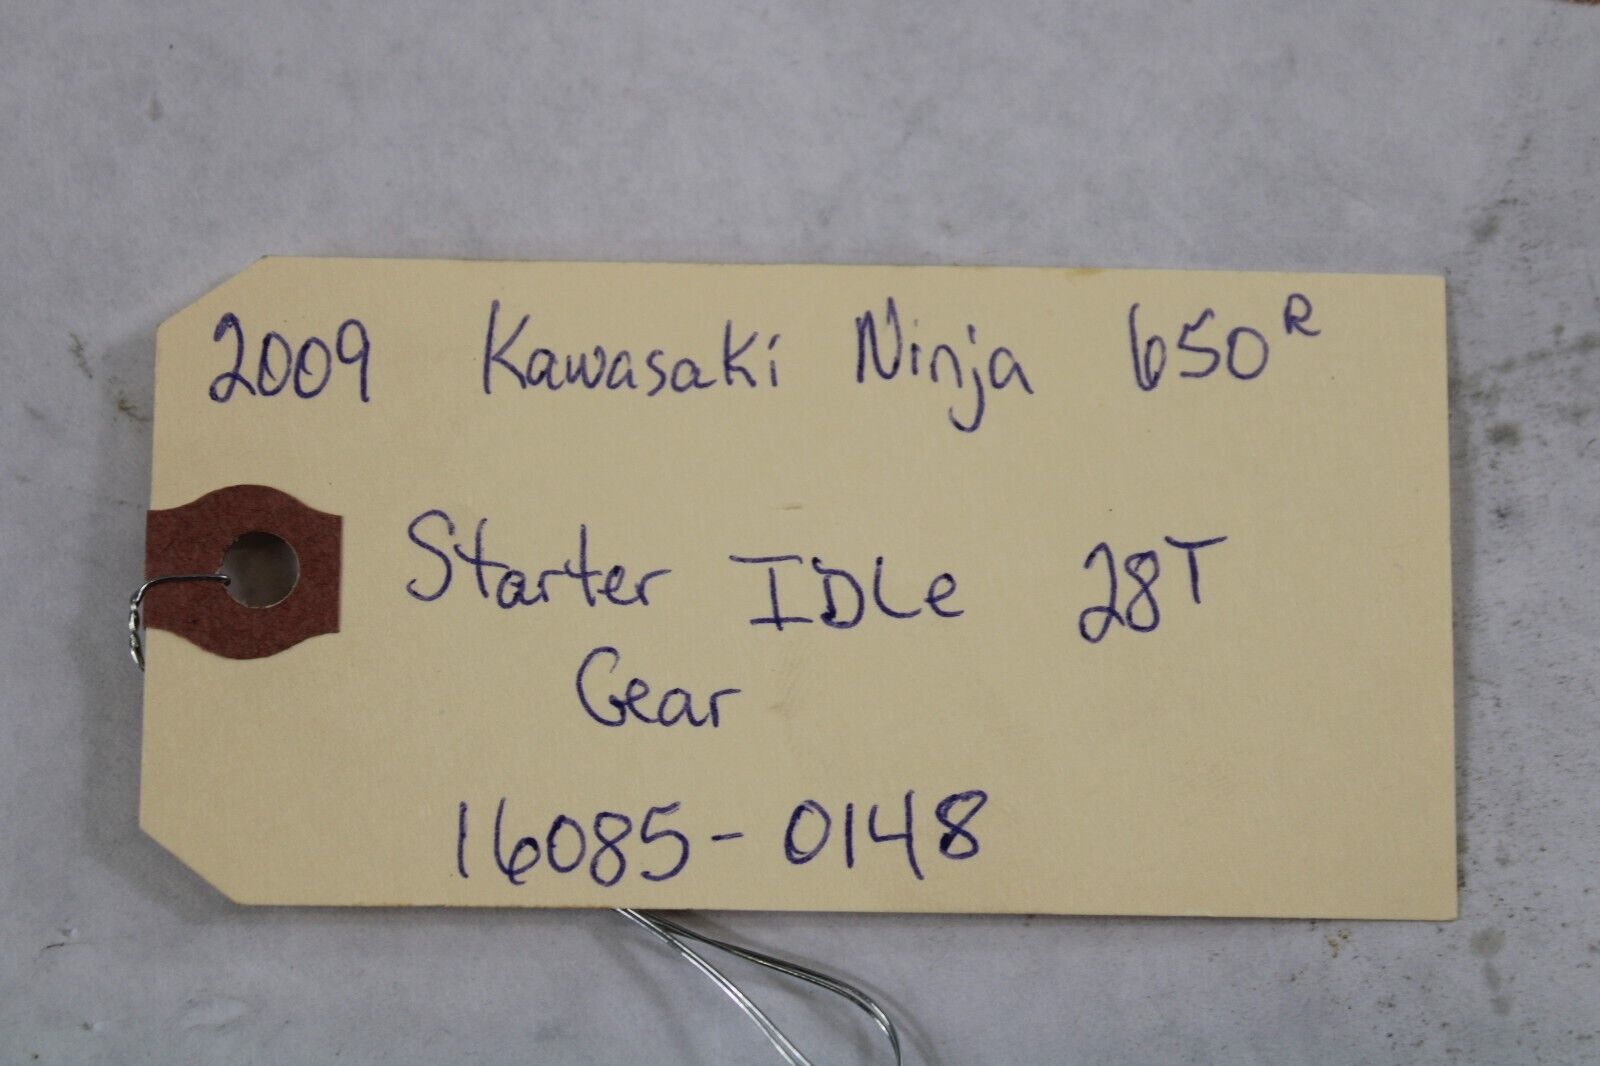 2009 Kawasaki Ninja 650R
Starter IDLe 28T
Gear
16085-0148